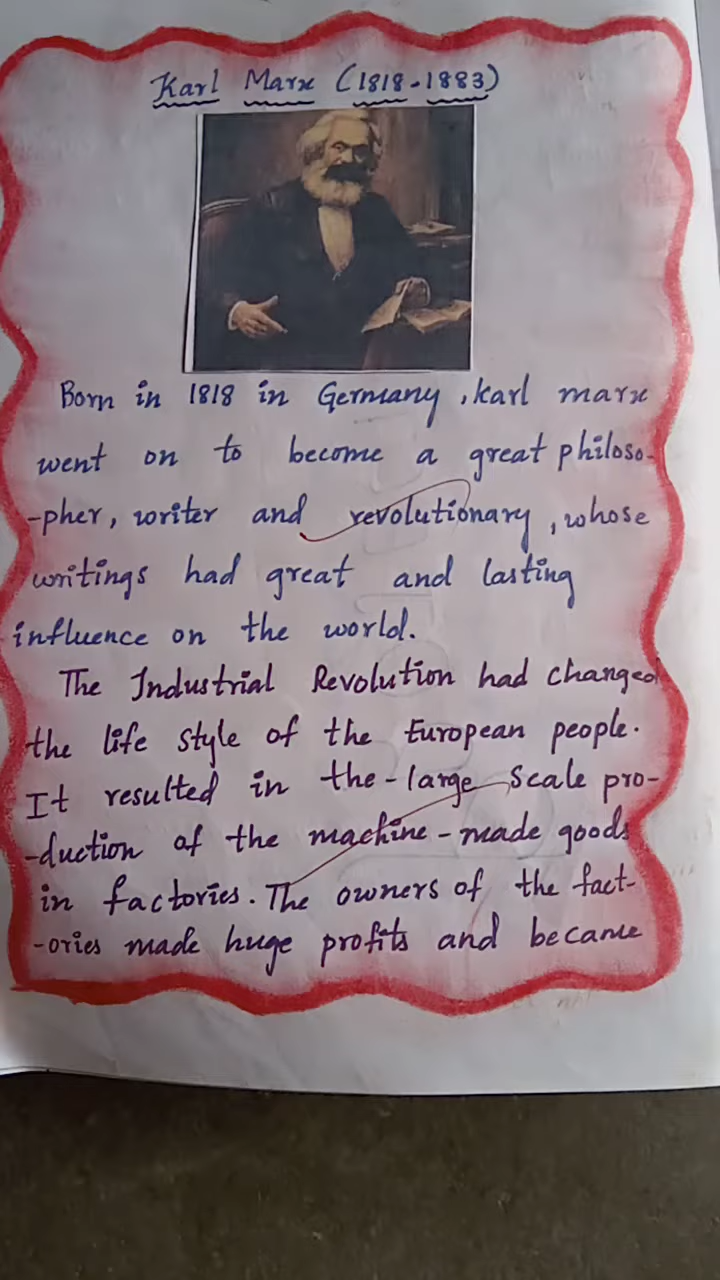 Karl Marx (1818-1883)
Born in 1818 in Germany, karl marx
went on to become a great philoso-
-pher, writer and revolutionary, whose
writings had great and lasting
influence on the world.
The Industrial Revolution had changed
the life style of the European people.
It resulted in the-large Scale pro-
-duction of the machine-made goods
in factories. The owners of the fact-
-ories made huge profits and became